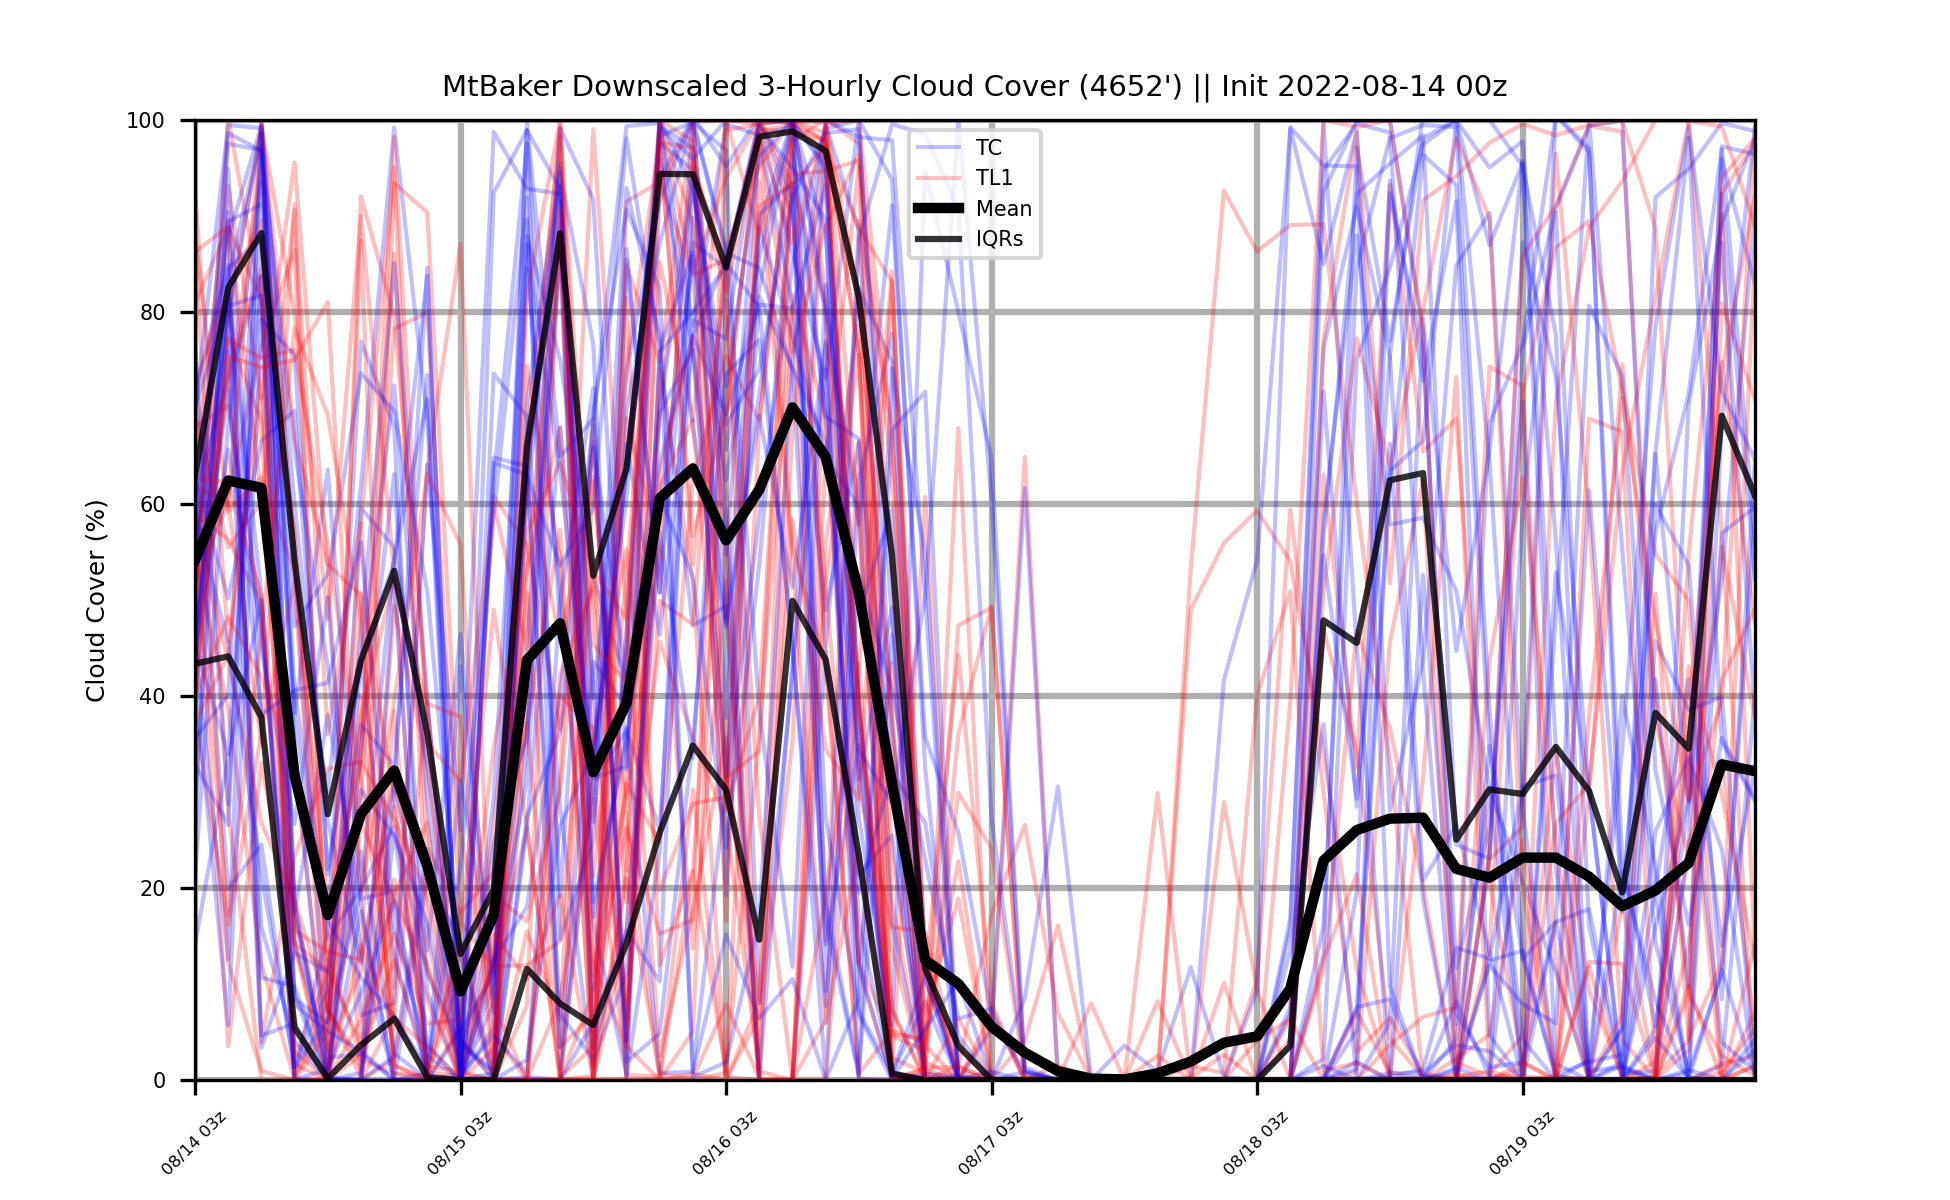 MtBaker Downscaled 3-Hourly Cloud Cover (4652') || Init 2022-08-14 00z
100
80
60
40
20
0
Cloud Cover (%)
TC
TL1
Mean
IQRs
08/14 03z
08/15 03z
08/16 03z
08/17 03z
08/18 03z
08/19 03z